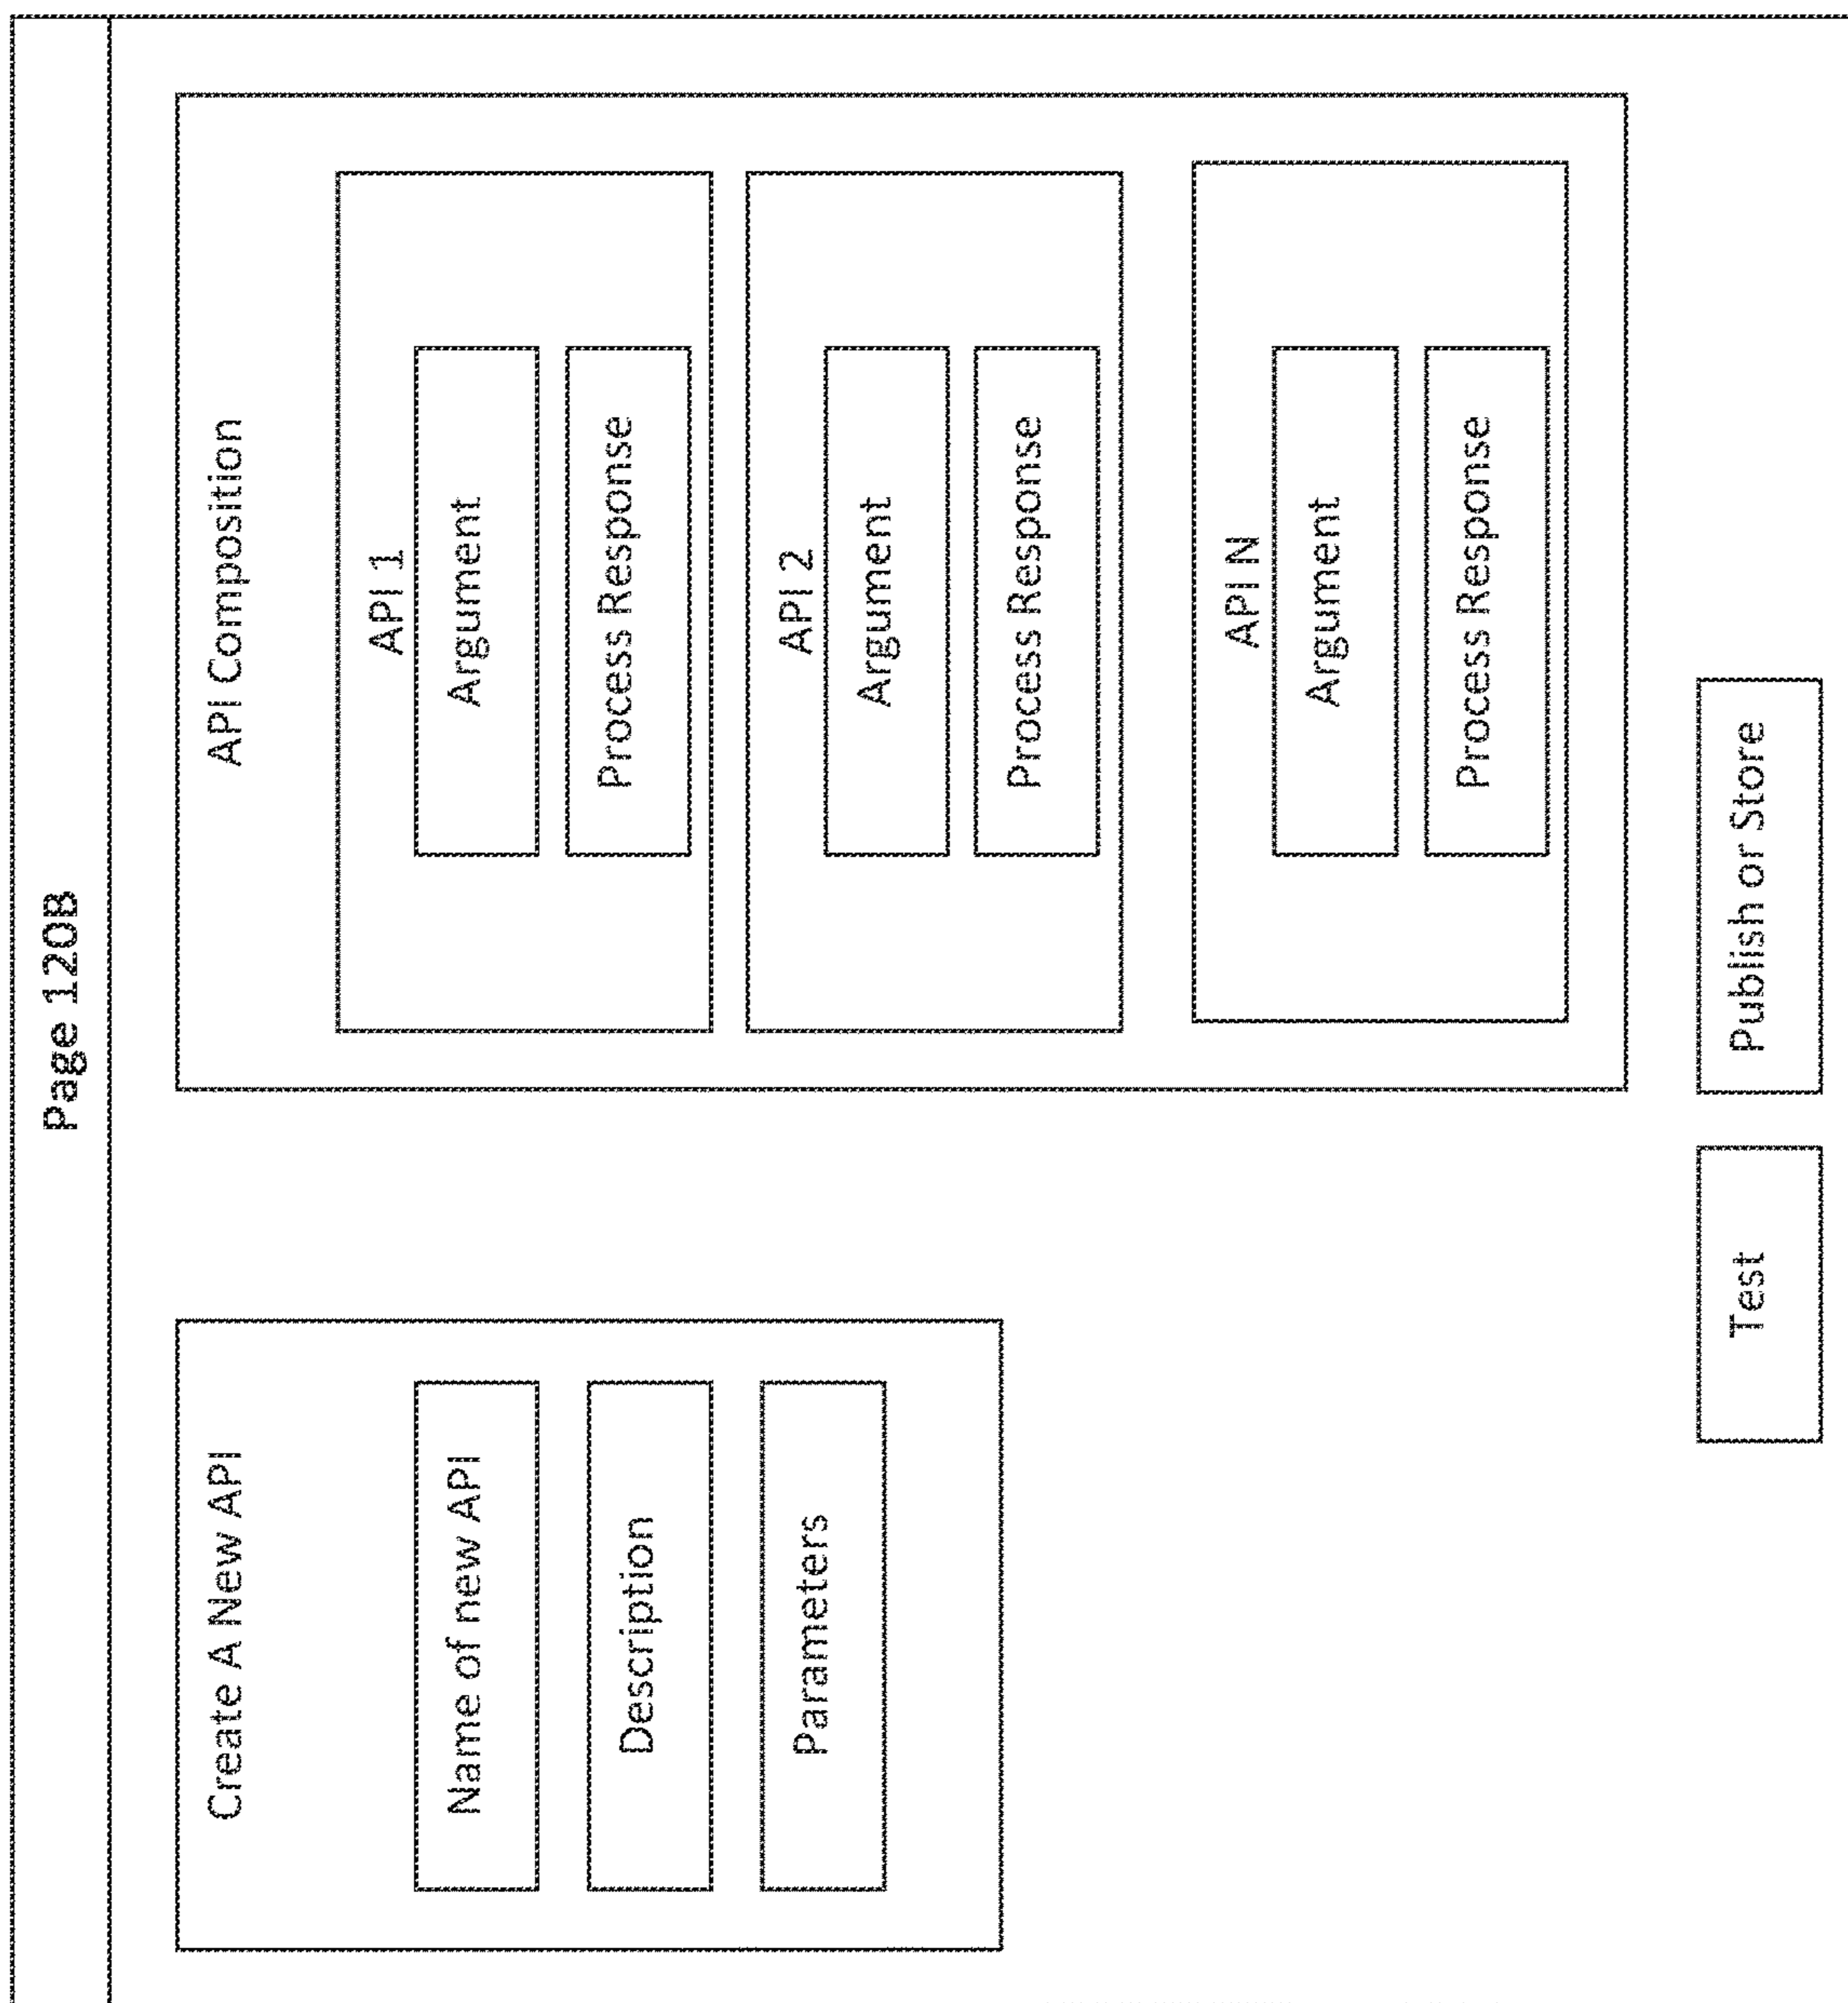 Page 120B
Create A New API
Name of new API
Description
Parameters
API Composition
API 1
Argument
Process Response
API 2
Argument
Process Response
API N
Argument
Process Response
Test
Publish or Store